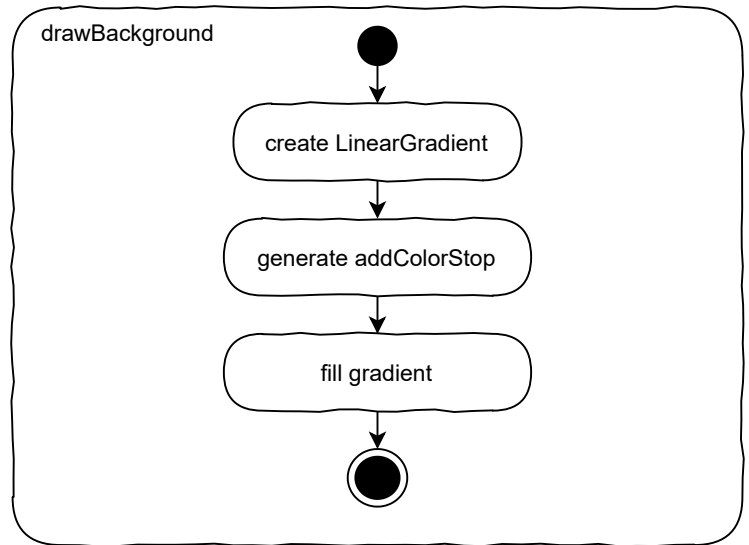 drawBackground
create LinearGradient
generate addColorStop
fill gradient